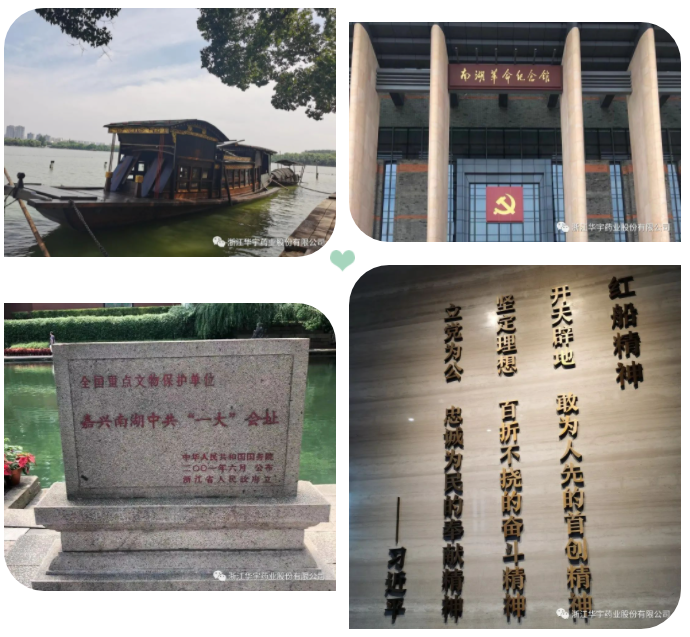 浙江华宇药业股份有限公司
南湖革命纪念馆
浙江华宇药业股份有限公司
全国重点文物保护单位
嘉兴南湖中共“一大”会址
中华人民共和国国务院
二〇〇一年六月 公布
浙江省人民政府立
浙江华宇药业股份有限公司
红船精神
开天辟地 敢为人先的首创精神
坚定理想 百折不挠的奋斗精神
立党为公 忠诚为民的奉献精神
——习近平
浙江华宇药业股份有限公司